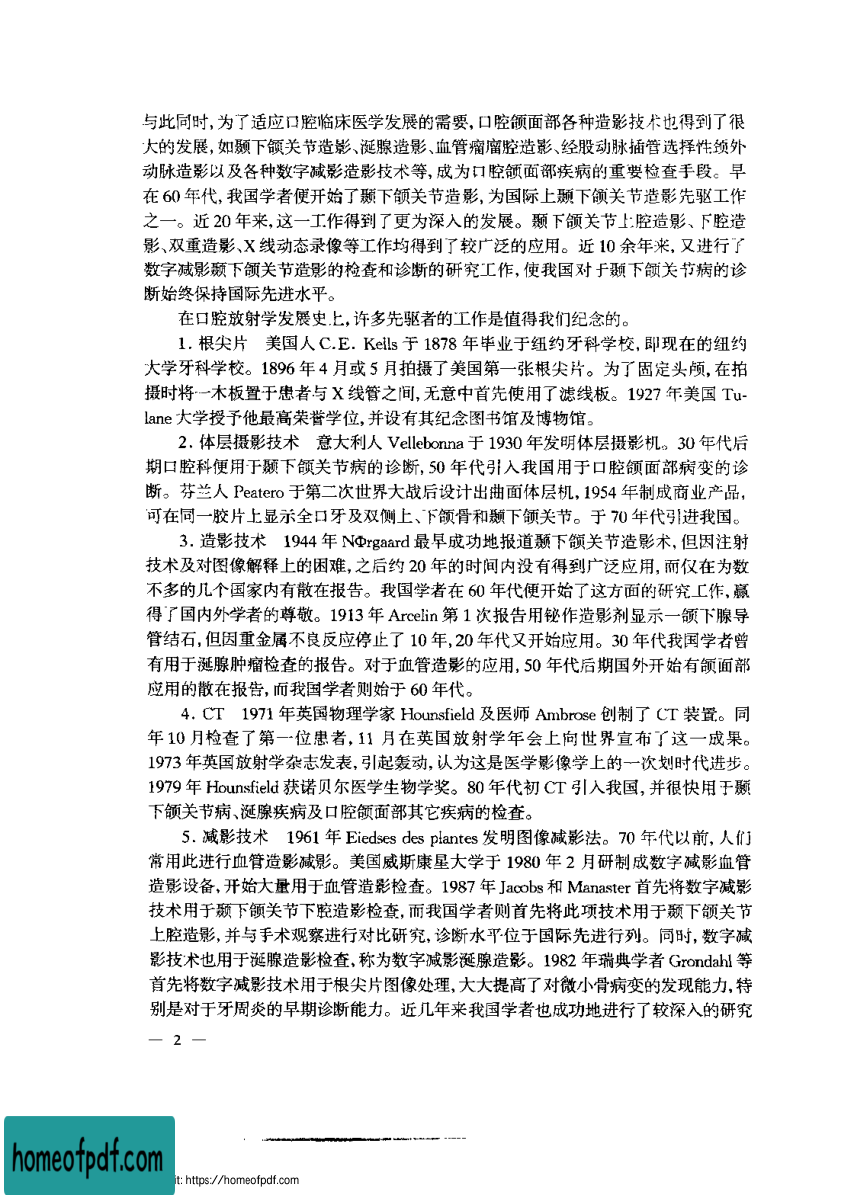 与此同时,为了适应口腔临床医学发展的需要,口腔颌面部各种造影技术也得到了很
大的发展,如颞下颌关节造影、涎腺造影、血管瘤瘤腔造影、经股动脉插管选择性颈外
动脉造影以及各种数字减影造影技术等,成为口腔颌面部疾病的重要检查手段。早
在60年代,我国学者便开始了颞下颌关节造影,为国际上颞下颌关节造影先驱工作
之一。近20年来,这一工作得到了更为深入的发展。颞下颌关节上腔造影、下腔造
影、双重造影、X线动态录像等工作均得到了较广泛的应用。近10余年来,又进行了
数字减影颞下颌关节造影的检查和诊断的研究工作,使我国对于颞下颌关节病的诊
断始终保持国际先进水平。
在口腔放射学发展史上,许多先驱者的工作是值得我们纪念的。
1. 根尖片 美国人C.E. Kells于1878年毕业于纽约牙科学校,即现在的纽约
大学牙科学校。1896年4月或5月拍摄了美国第一张根尖片。为了固定头颅,在拍
摄时将一木板置于患者与X线管之间,无意中首先使用了滤线板。1927年美国Tu-
lane大学授予他最高荣誉学位,并设有其纪念图书馆及博物馆。
2. 体层摄影技术 意大利人Vellebonna于1930年发明体层摄影机。30年代后
期口腔科便用于颞下颌关节病的诊断,50年代引入我国用于口腔颌面部病变的诊
断。芬兰人Peatero于第二次世界大战后设计出曲面体层机,1954年制成商业产品,
可在同一胶片上显示全口牙及双侧上、下颌骨和颞下颌关节。于70年代引进我国。
3. 造影技术 1944年NΦrgaard最早成功地报道颞下颌关节造影术,但因注射
技术及对图像解释上的困难,之后约20年的时间内没有得到广泛应用,而仅在为数
不多的几个国家内有散在报告。我国学者在60年代便开始了这方面的研究工作,赢
得了国内外学者的尊敬。1913年Arcelin第1次报告用铋作造影剂显示一颌下腺导
管结石,但因重金属不良反应停止了10年,20年代又开始应用。30年代我国学者曾
有用于涎腺肿瘤检查的报告。对于血管造影的应用,50年代后期国外开始有颌面部
应用的散在报告,而我国学者则始于60年代。
4. CT 1971年英国物理学家Hounsfield及医师Ambrose创制了CT装置。同
年10月检查了第一位患者,11月在英国放射学年会上向世界宣布了这一成果。
1973年英国放射学杂志发表,引起轰动,认为这是医学影像学上的一次划时代进步。
1979年Hounsfield获诺贝尔医学生物学奖。80年代初CT引入我国,并很快用于颞
下颌关节病、涎腺疾病及口腔颌面部其它疾病的检查。
5. 减影技术 1961年Eiedses des plantes发明图像减影法。70年代以前,人们
常用此进行血管造影减影。美国威斯康星大学于1980年2月研制成数字减影血管
造影设备,开始大量用于血管造影检查。1987年Jacobs和Manaster首先将数字减影
技术用于颞下颌关节下腔造影检查,而我国学者则首先将此项技术用于颞下颌关节
上腔造影,并与手术观察进行对比研究,诊断水平位于国际先进行列。同时,数字减
影技术也用于涎腺造影检查,称为数字减影涎腺造影。1982年瑞典学者Grondahl等
首先将数字减影技术用于根尖片图像处理,大大提高了对微小骨病变的发现能力,特
别是对于牙周炎的早期诊断能力。近几年来我国学者也成功地进行了较深入的研究
— 2 —
homeofpdf.com
it: https://homeofpdf.com